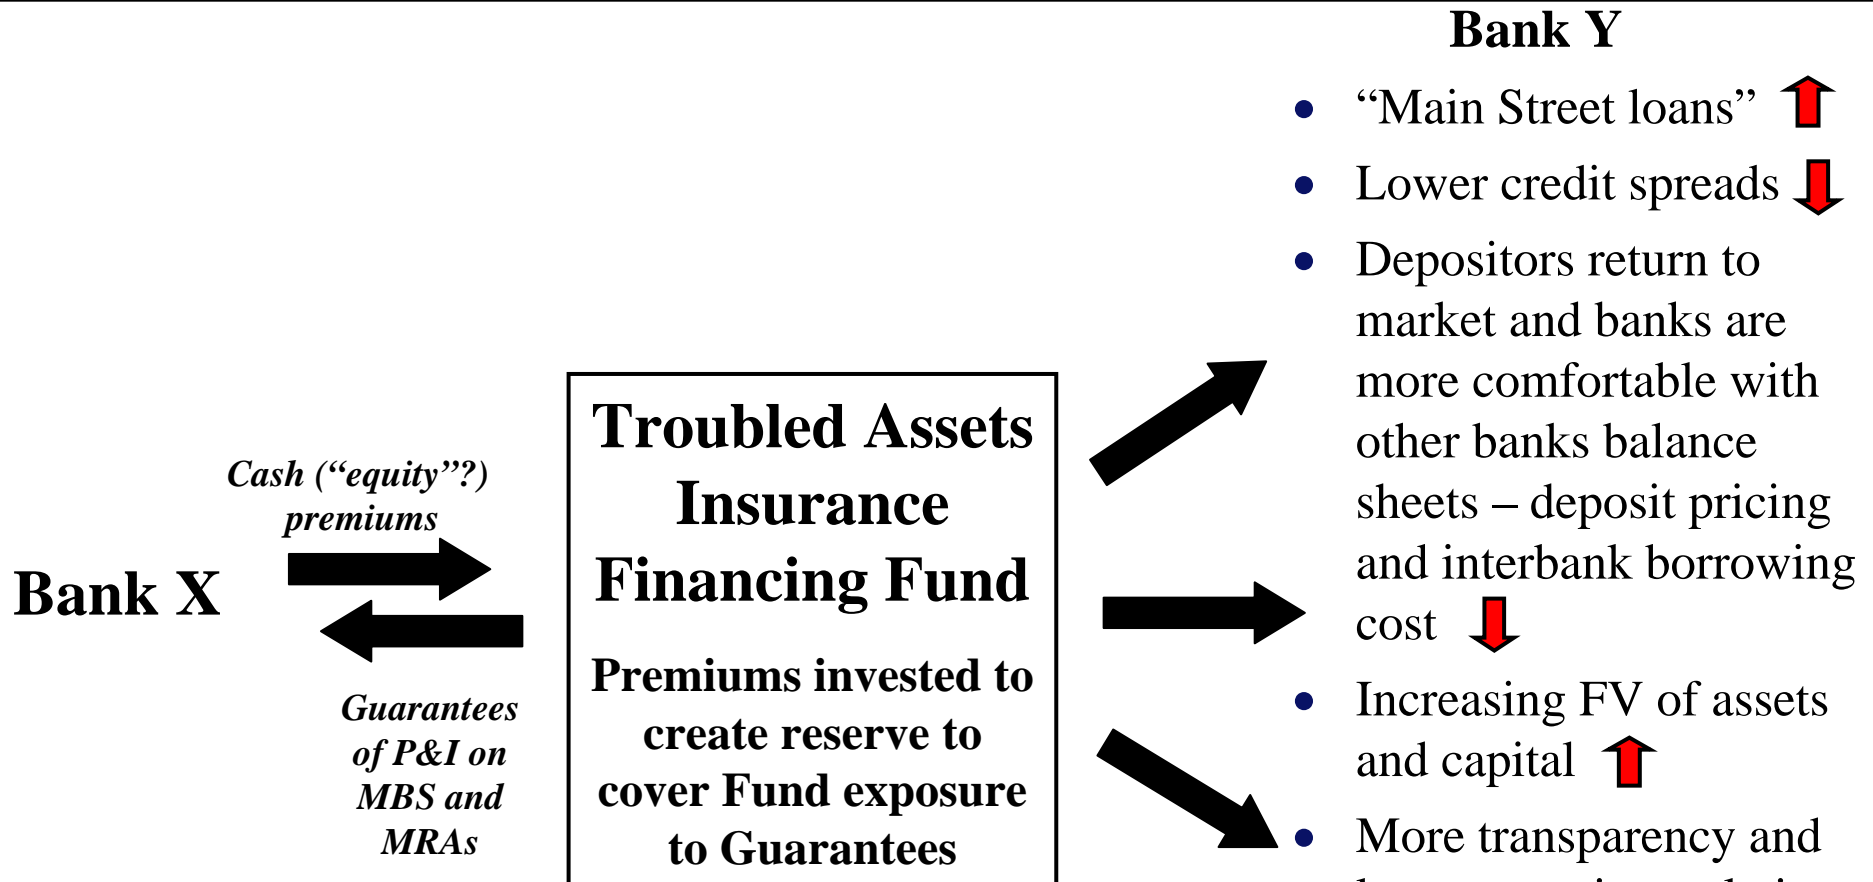 Bank Y
• “Main Street loans”
• Lower credit spreads
• Depositors return to
market and banks are
more comfortable with
other banks balance
sheets – deposit pricing
and interbank borrowing
cost
• Increasing FV of assets
and capital
• More transparency and
Troubled Assets
Insurance
Financing Fund
Premiums invested to
create reserve to
cover Fund exposure
to Guarantees
Cash (“equity”?)
premiums
Bank X
Guarantees
of P&I on
MBS and
MRAs